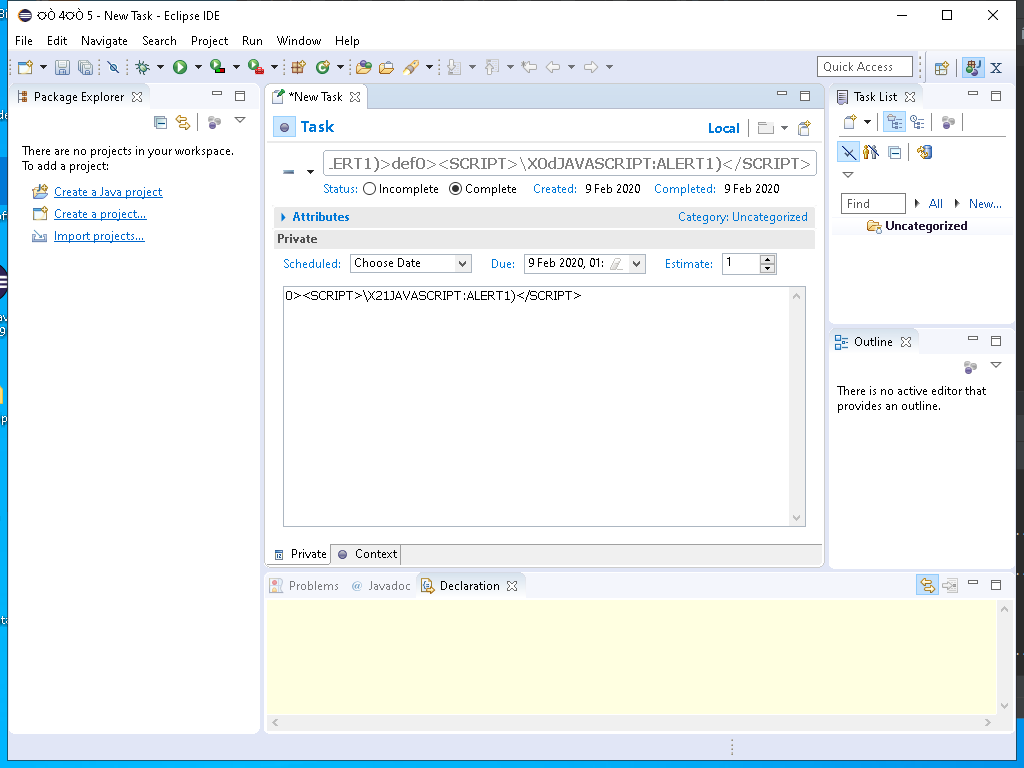 ՕՕ 4ՕՕ 5 - New Task - Eclipse IDE
File Edit Navigate Search Project Run Window Help
Quick Access
Package Explorer
*New Task
Task List
Task
Local
There are no projects in your workspace.
To add a project:
Create a Java project
Create a project...
Import projects...
.ERT1)>def0><SCRIPT>\X0dJAVASCRIPT:ALERT1)</SCRIPT>
Status: Incomplete Complete Created: 9 Feb 2020 Completed: 9 Feb 2020
Attributes Category: Uncategorized
Private
Scheduled: Choose Date Due: 9 Feb 2020, 01: Estimate: 1
0><SCRIPT>\X21JAVASCRIPT:ALERT1)</SCRIPT>
Find All New...
Uncategorized
Outline
There is no active editor that
provides an outline.
Private Context
Problems Javadoc Declaration